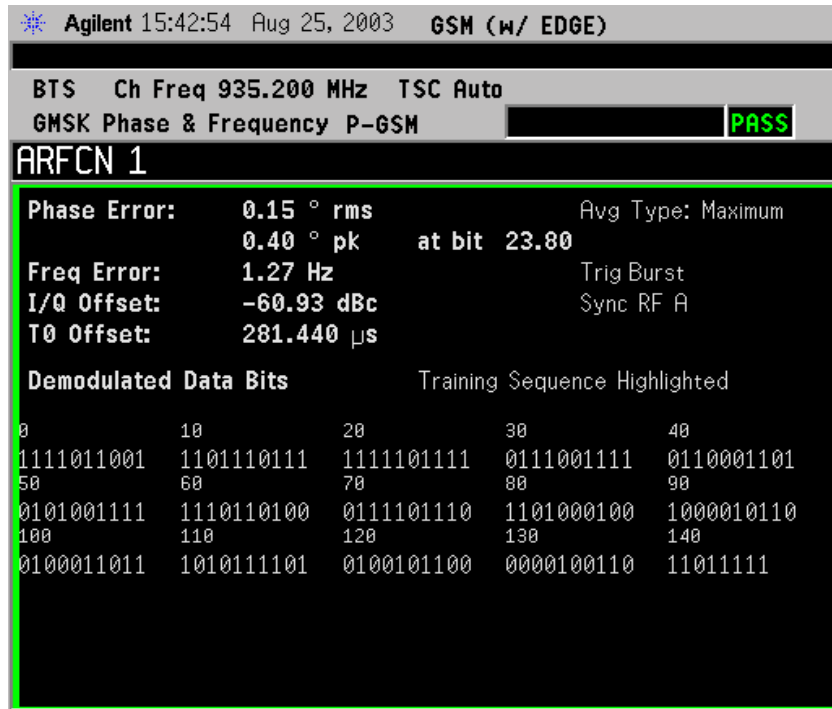 Agilent 15:42:54 Aug 25, 2003 GSM (w/ EDGE)
BTS Ch Freq 935.200 MHz TSC Auto
GMSK Phase & Frequency P-GSM PASS
ARFCN 1
Phase Error: 0.15 ° rms Avg Type: Maximum
0.40 ° pk at bit 23.80
Freq Error: 1.27 Hz Trig Burst
I/Q Offset: -60.93 dBc Sync RF A
T0 Offset: 281.440 µs
Demodulated Data Bits Training Sequence Highlighted
0 10 20 30 40
1111011001 1101110111 1111101111 0111001111 0110001101
50 60 70 80 90
0101001111 1110110100 0111101110 1101000100 1000010110
100 110 120 130 140
0100011011 1010111101 0100101100 0000100110 11011111